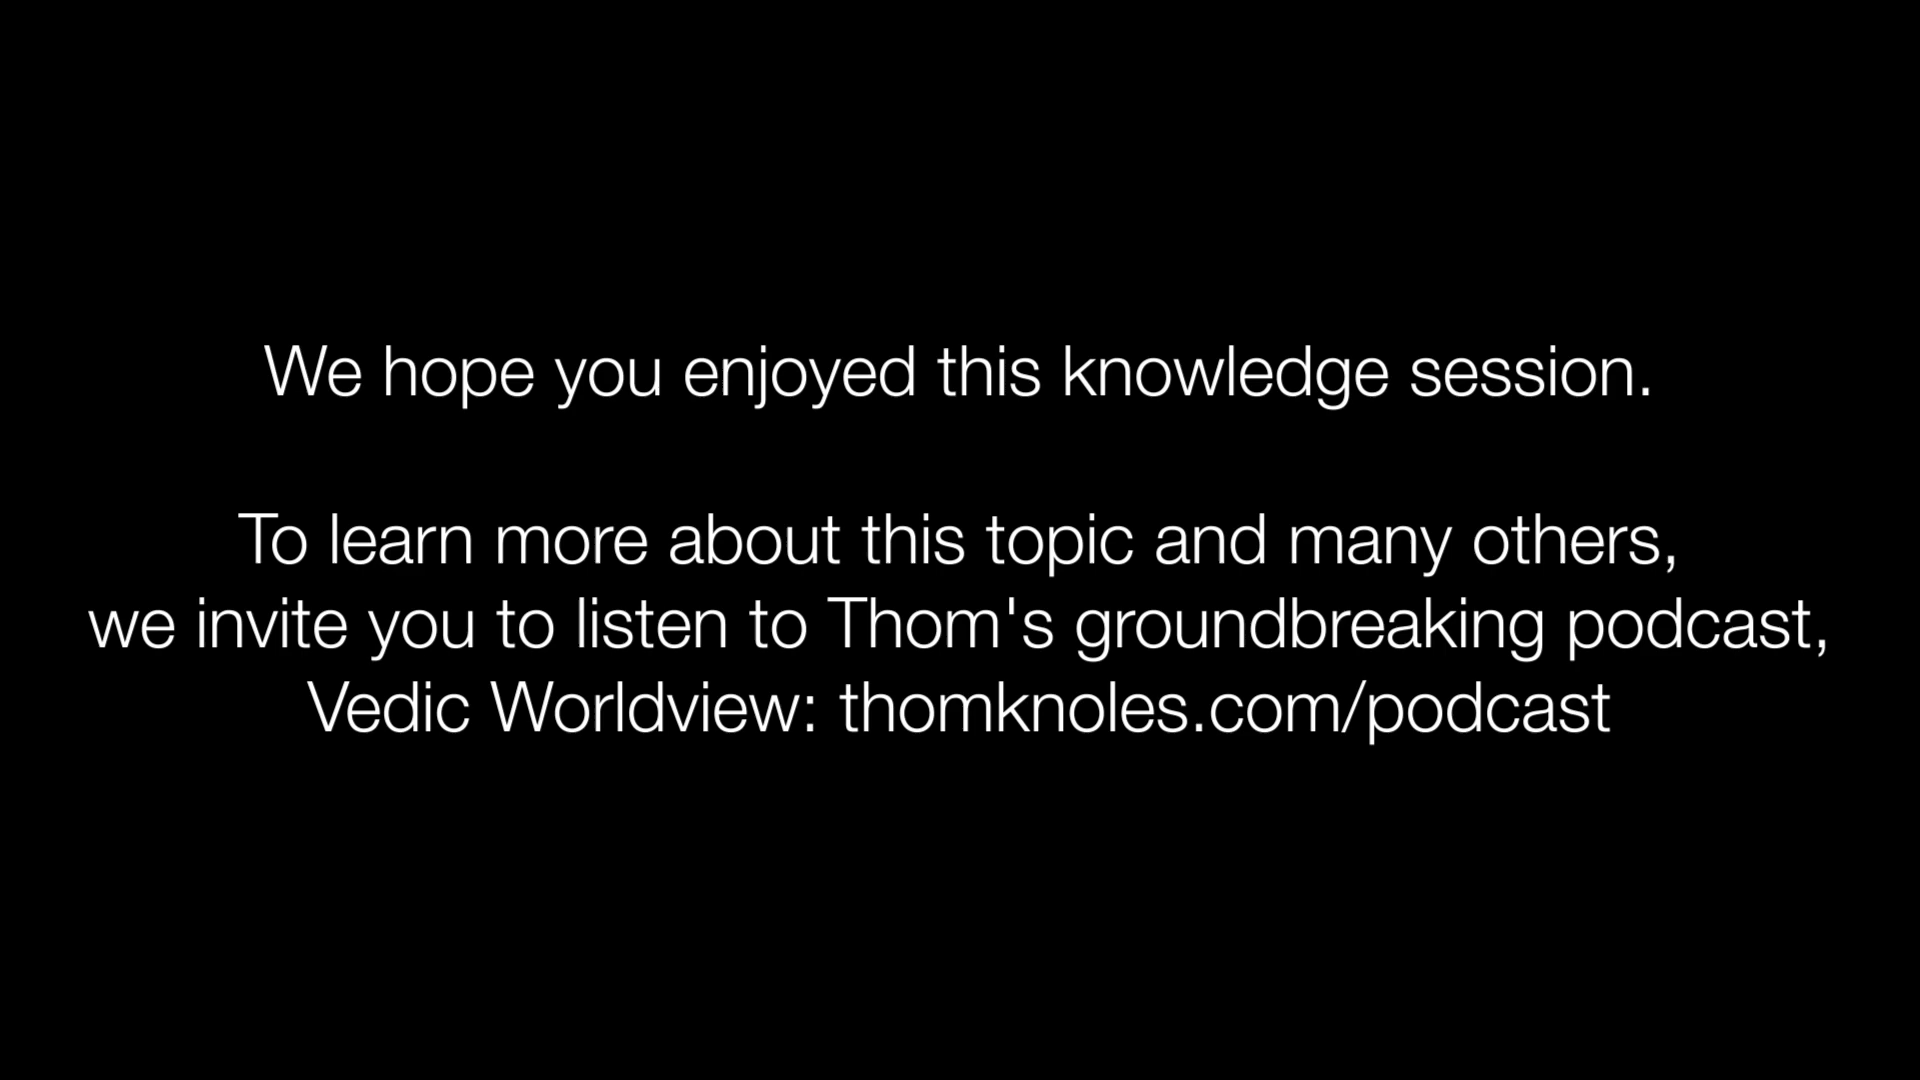 We hope you enjoyed this knowledge session.
To learn more about this topic and many others,
we invite you to listen to Thom's groundbreaking podcast,
Vedic Worldview: thomknoles.com/podcast